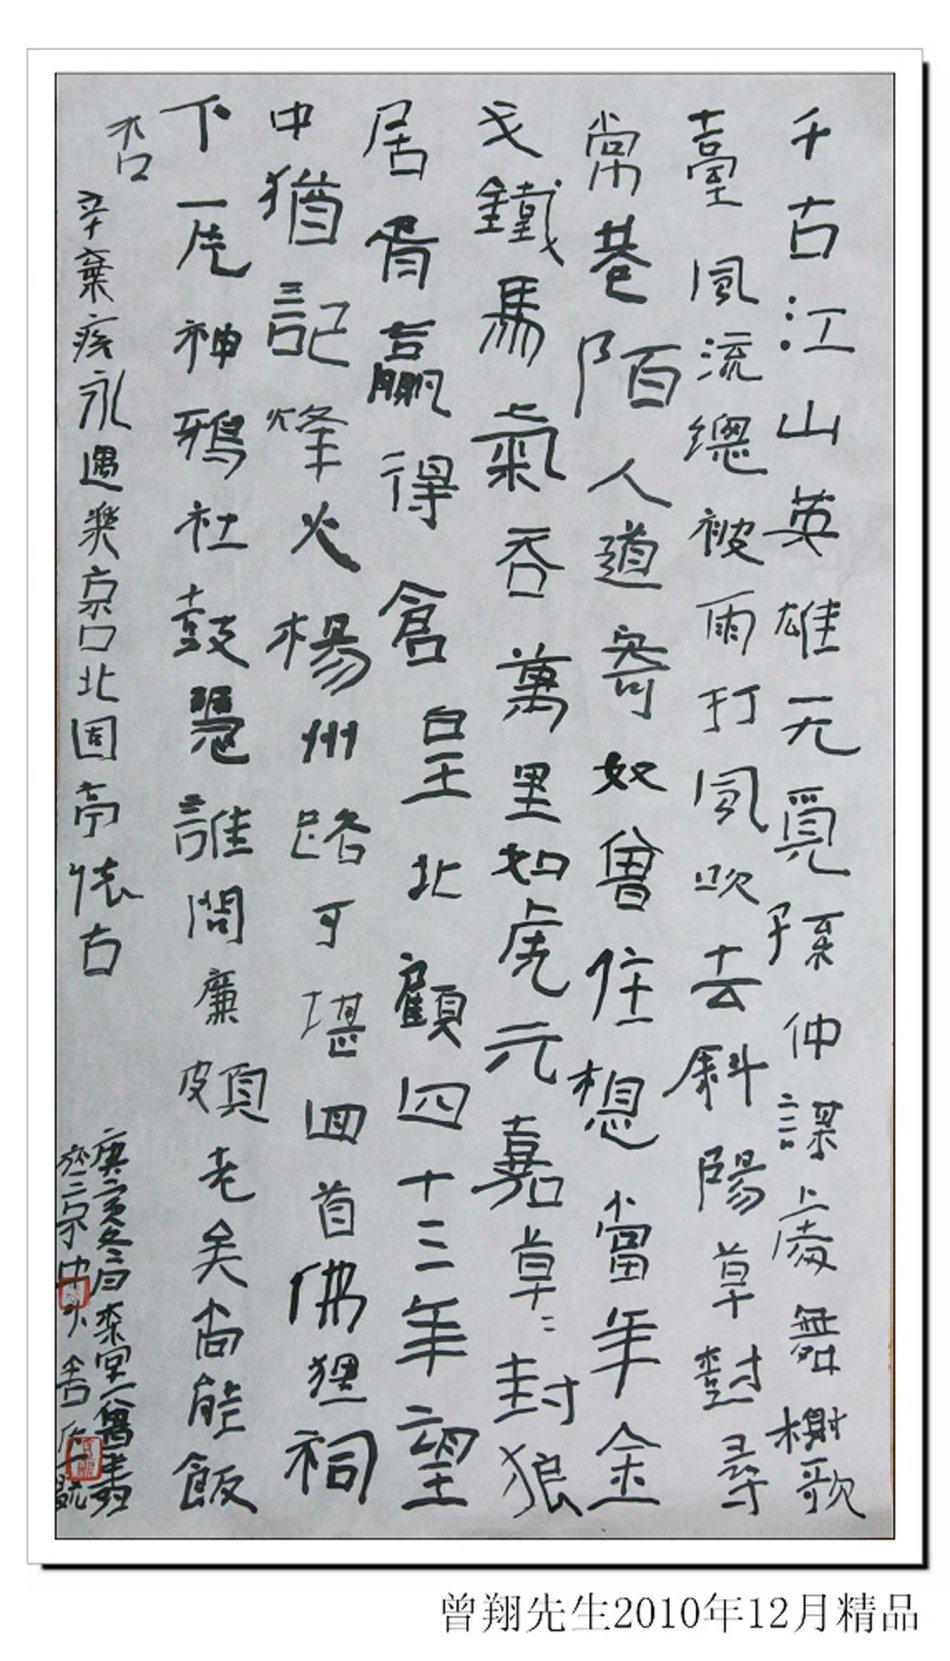 千古江山英雄无覓孫仲謀處舞榭歌
臺風流總被雨打風吹去斜陽草對尋
常巷陌人道寄奴曾住想當年金
戈鐵馬氣吞萬里如虎元嘉草草封狼
居胥贏得倉皇北顧四十三年望
中猶記烽火楊州路可堪回首佛狸祠
下一片神鴉社鼓憑誰問廉頗老矣尚能飯
否
辛棄疾永遇樂京口北固亭懷古
庚寅冬月
於京中
曾翔先生2010年12月精品